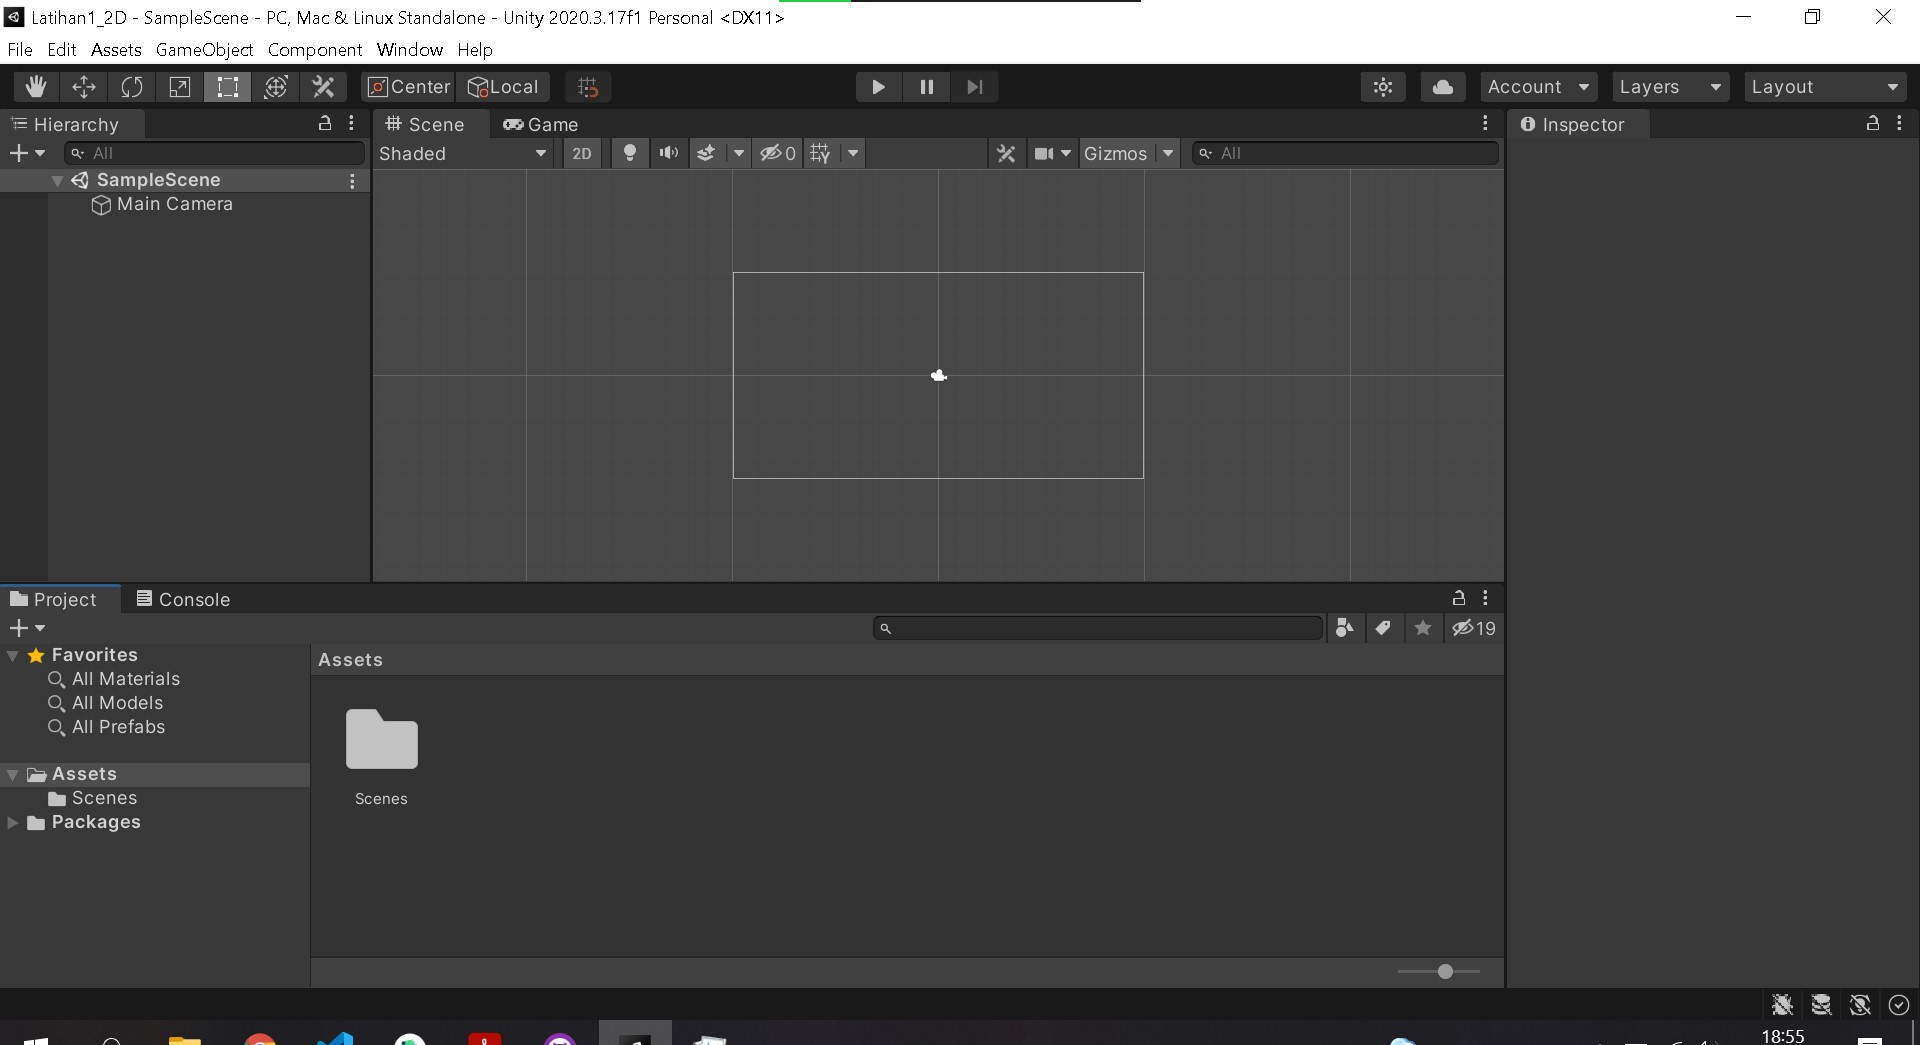 Latihan1_2D - SampleScene - PC, Mac & Linux Standalone - Unity 2020.3.17f1 Personal <DX11>
File Edit Assets GameObject Component Window Help
Center Local Account Layers Layout
Hierarchy
All
SampleScene
Main Camera
Scene Game
Shaded 2D 0 Gizmos All
Inspector
Project Console
19
Favorites
All Materials
All Models
All Prefabs
Assets
Scenes
Packages
Assets
Scenes
18:55